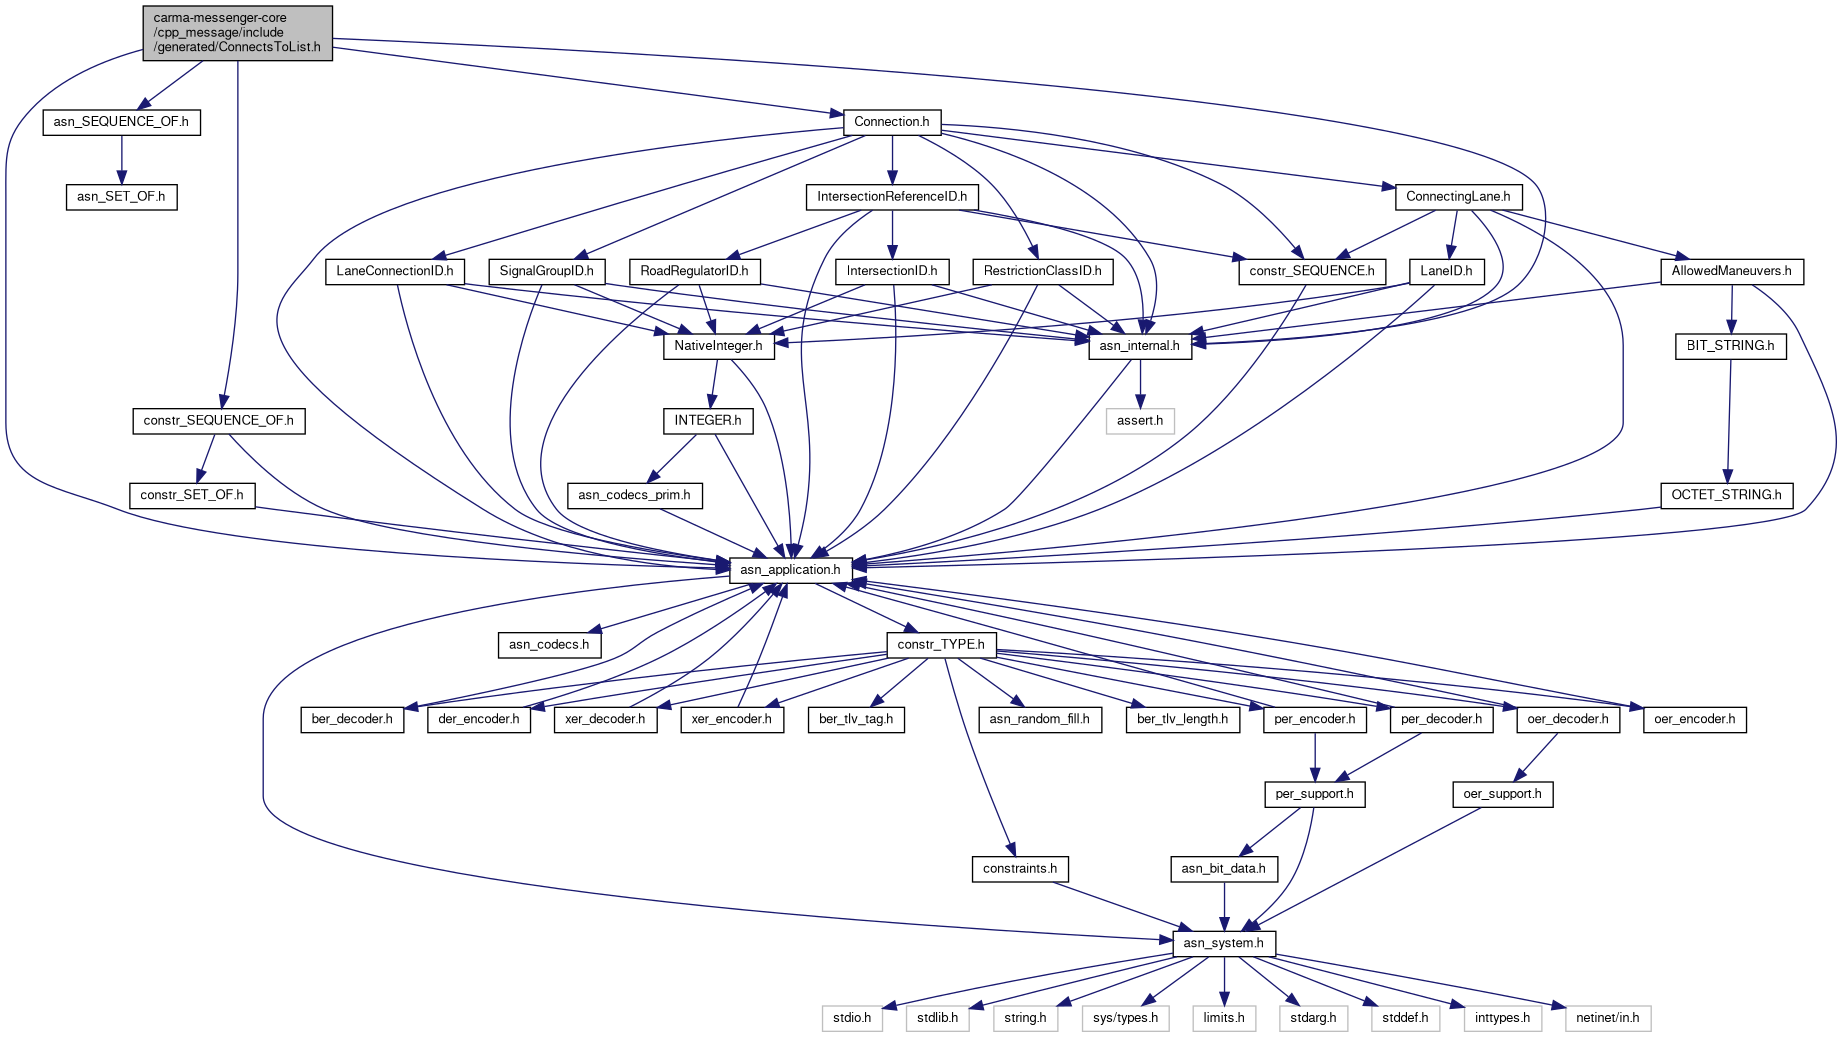 carma-messenger-core
/cpp_message/include
/generated/ConnectsToList.h
asn_SEQUENCE_OF.h
Connection.h
asn_SET_OF.h
IntersectionReferenceID.h
ConnectingLane.h
LaneConnectionID.h
SignalGroupID.h
RoadRegulatorID.h
IntersectionID.h
RestrictionClassID.h
constr_SEQUENCE.h
LaneID.h
AllowedManeuvers.h
NativeInteger.h
asn_internal.h
BIT_STRING.h
constr_SEQUENCE_OF.h
INTEGER.h
assert.h
constr_SET_OF.h
asn_codecs_prim.h
OCTET_STRING.h
asn_application.h
asn_codecs.h
constr_TYPE.h
ber_decoder.h
der_encoder.h
xer_decoder.h
xer_encoder.h
ber_tlv_tag.h
asn_random_fill.h
ber_tlv_length.h
per_encoder.h
per_decoder.h
oer_decoder.h
oer_encoder.h
per_support.h
oer_support.h
constraints.h
asn_bit_data.h
asn_system.h
stdio.h
stdlib.h
string.h
sys/types.h
limits.h
stdarg.h
stddef.h
inttypes.h
netinet/in.h